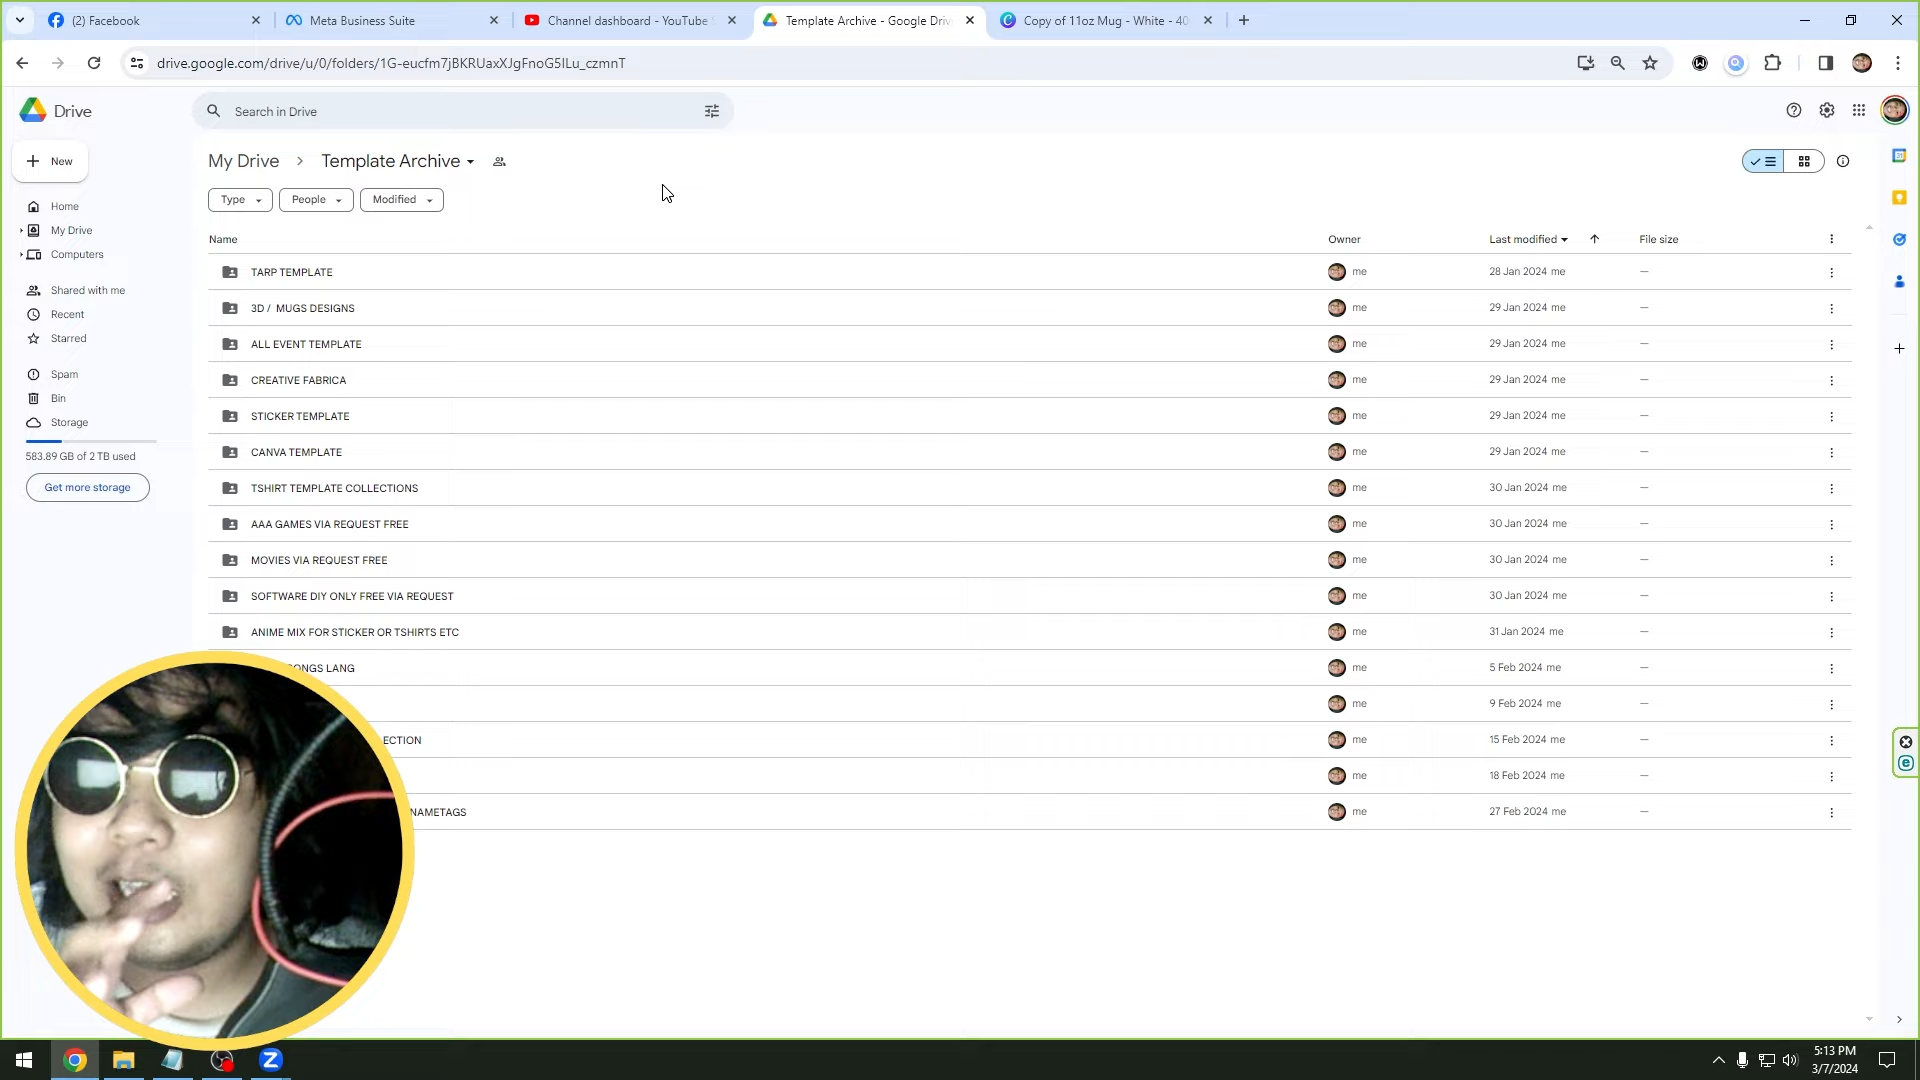 (2) Facebook
Meta Business Suite
Channel dashboard - YouTube S
Template Archive - Google Driv
Copy of 11oz Mug - White - 40
drive.google.com/drive/u/0/folders/1G-eucfm7jBKRUaxXJgFnoG5ILu_czmnT
Drive
Search in Drive
New
My Drive > Template Archive
Type
People
Modified
Home
My Drive
Computers
Shared with me
Recent
Starred
Spam
Bin
Storage
583.89 GB of 2 TB used
Get more storage
Name Owner Last modified File size
TARP TEMPLATE me 28 Jan 2024 me —
3D / MUGS DESIGNS me 29 Jan 2024 me —
ALL EVENT TEMPLATE me 29 Jan 2024 me —
CREATIVE FABRICA me 29 Jan 2024 me —
STICKER TEMPLATE me 29 Jan 2024 me —
CANVA TEMPLATE me 29 Jan 2024 me —
TSHIRT TEMPLATE COLLECTIONS me 30 Jan 2024 me —
AAA GAMES VIA REQUEST FREE me 30 Jan 2024 me —
MOVIES VIA REQUEST FREE me 30 Jan 2024 me —
SOFTWARE DIY ONLY FREE VIA REQUEST me 30 Jan 2024 me —
ANIME MIX FOR STICKER OR TSHIRTS ETC me 31 Jan 2024 me —
ONGS LANG me 5 Feb 2024 me —
me 9 Feb 2024 me —
ECTION me 15 Feb 2024 me —
me 18 Feb 2024 me —
NAMETAGS me 27 Feb 2024 me —
5:13 PM
3/7/2024